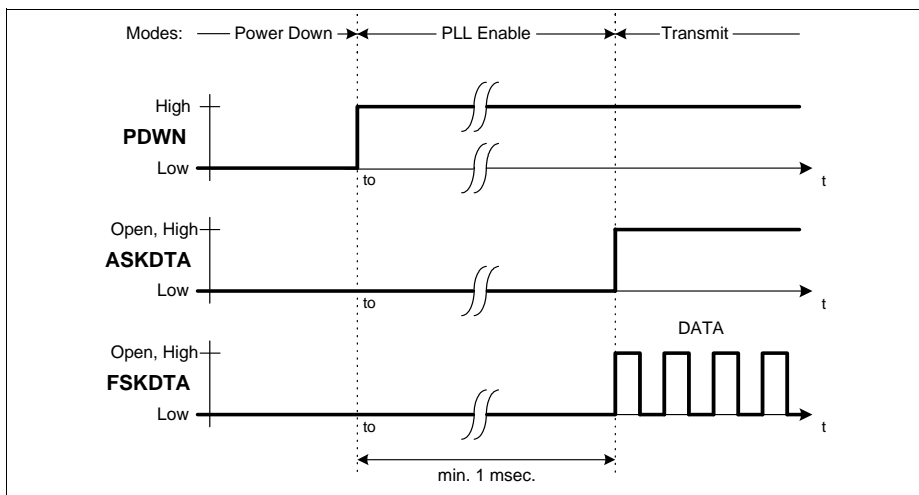 Modes: Power Down PLL Enable Transmit
High
PDWN
Low
to
t
Open, High
ASKDTA
Low
to
t
DATA
Open, High
FSKDTA
Low
to
t
min. 1 msec.